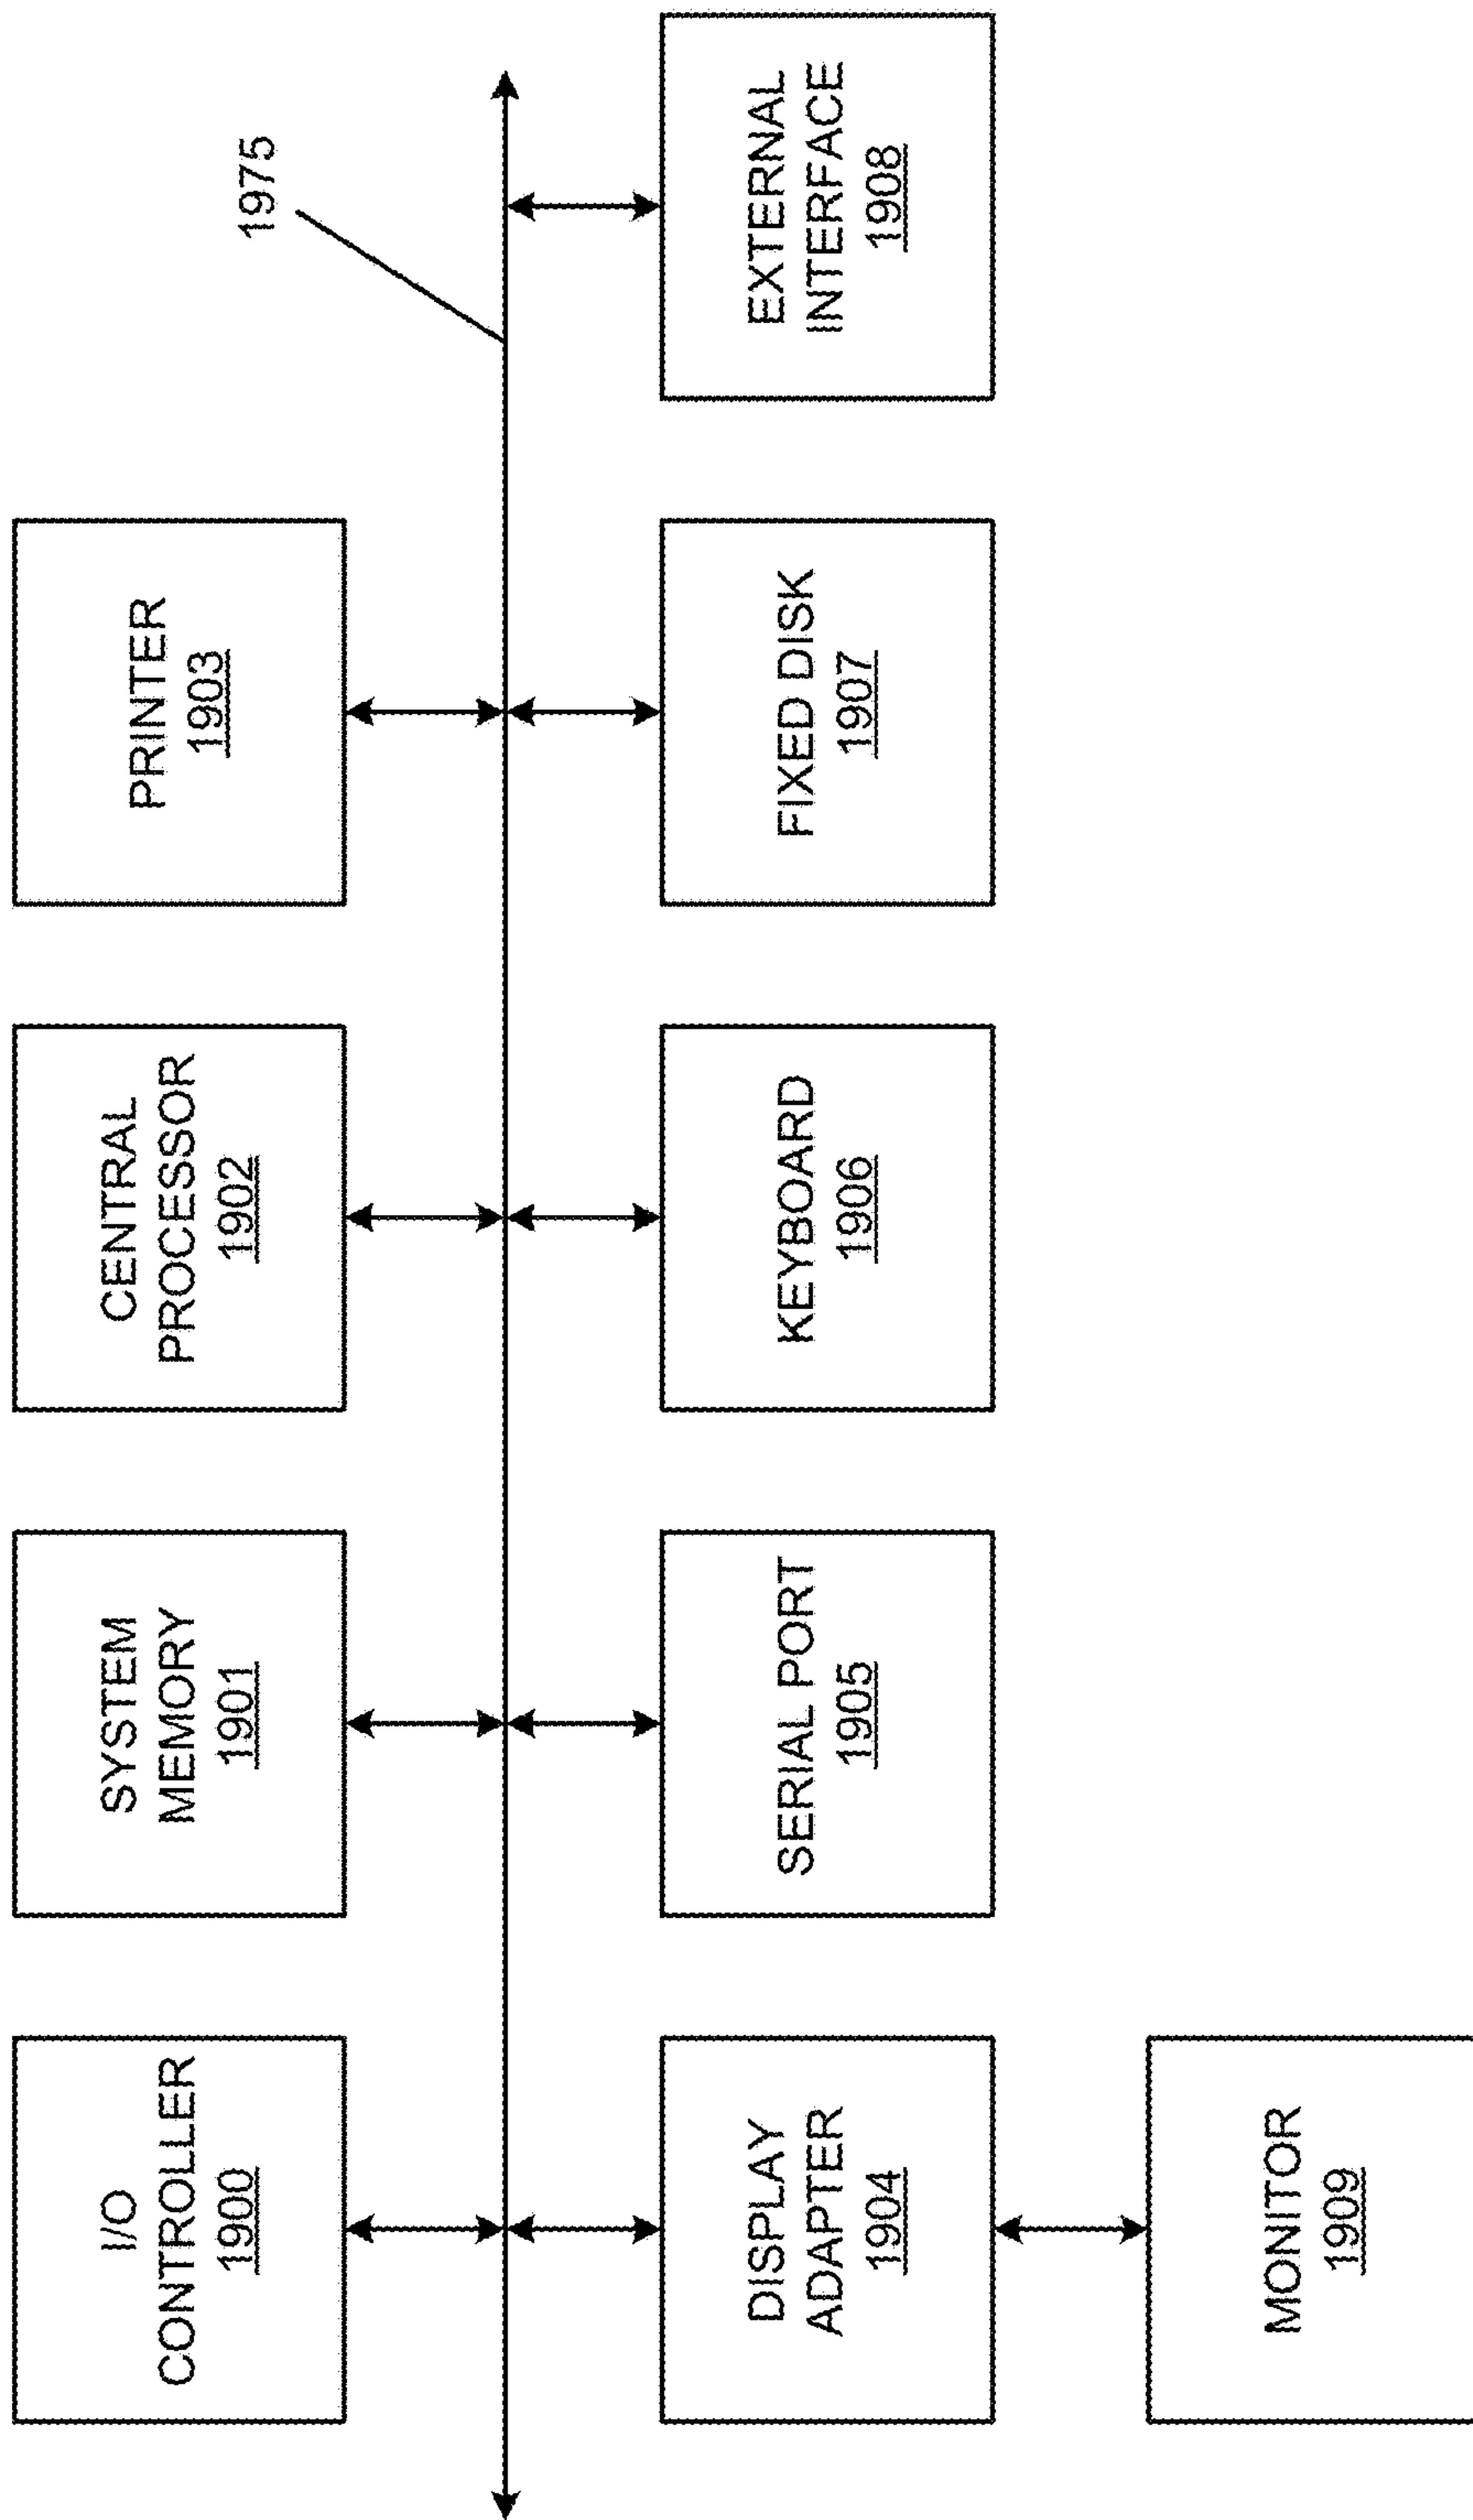 I/O
CONTROLLER
1900
SYSTEM
MEMORY
1901
CENTRAL
PROCESSOR
1902
PRINTER
1903
1975
DISPLAY
ADAPTER
1904
SERIAL PORT
1905
KEYBOARD
1906
FIXED DISK
1907
EXTERNAL
INTERFACE
1908
MONITOR
1909